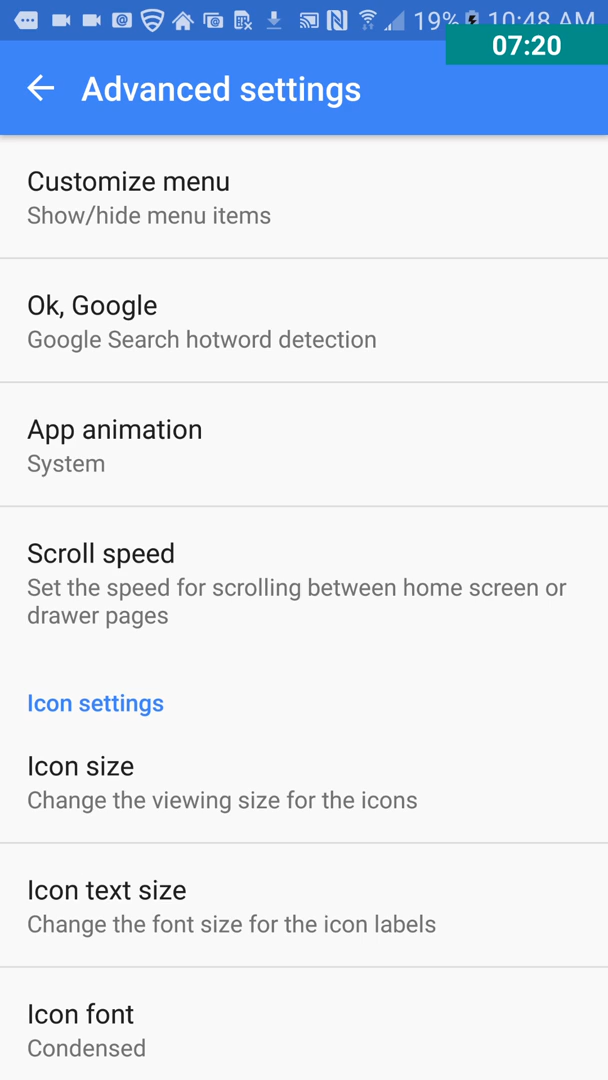 19% 10:48 AM
07:20
Advanced settings
Customize menu
Show/hide menu items
Ok, Google
Google Search hotword detection
App animation
System
Scroll speed
Set the speed for scrolling between home screen or
drawer pages
Icon settings
Icon size
Change the viewing size for the icons
Icon text size
Change the font size for the icon labels
Icon font
Condensed